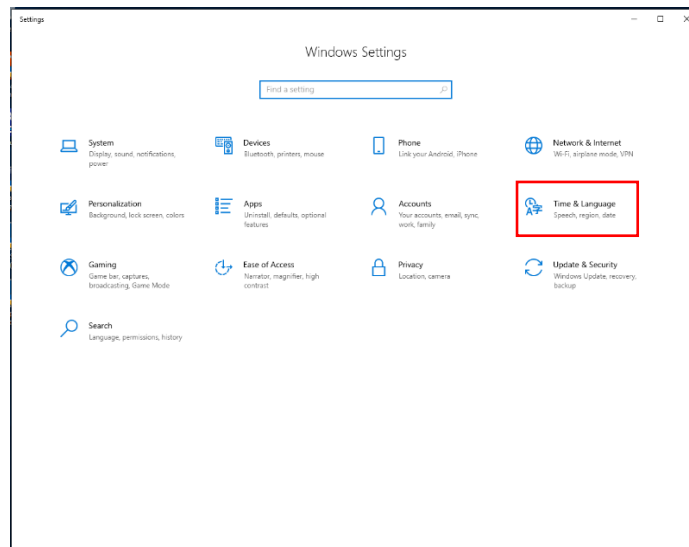 Settings
Windows Settings
Find a setting
System
Display, sound, notifications,
power
Devices
Bluetooth, printers, mouse
Phone
Link your Android, iPhone
Network & Internet
Wi-Fi, airplane mode, VPN
Personalization
Background, lock screen, colors
Apps
Uninstall, defaults, optional
features
Accounts
Your accounts, email, sync,
work, family
Time & Language
Speech, region, date
Gaming
Game bar, captures,
broadcasting, Game Mode
Ease of Access
Narrator, magnifier, high
contrast
Privacy
Location, camera
Update & Security
Windows Update, recovery,
backup
Search
Language, permissions, history